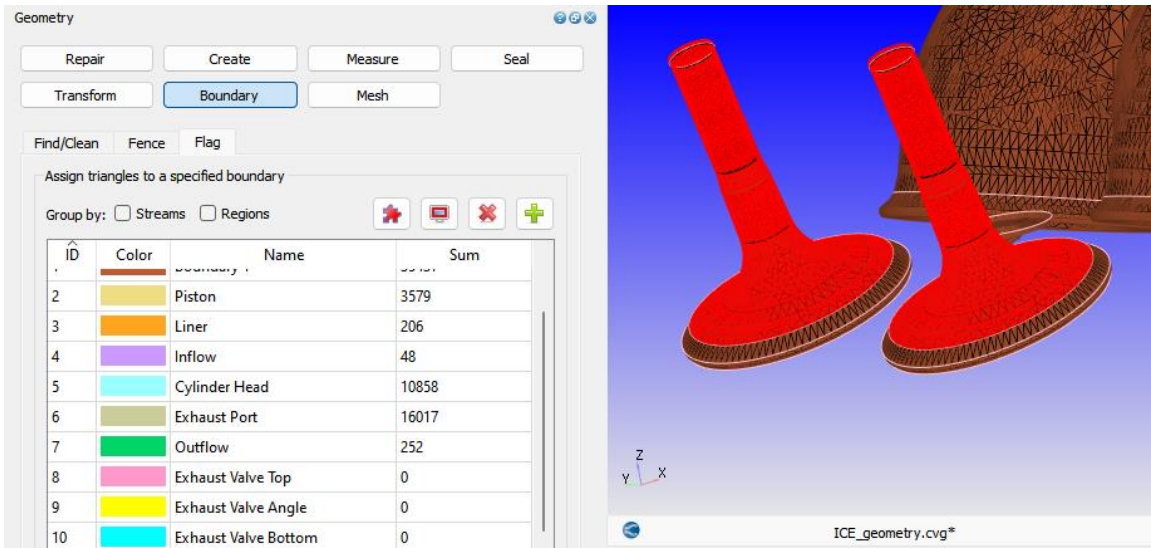 Geometry
Repair Create Measure Seal
Transform Boundary Mesh
Find/Clean Fence Flag
Assign triangles to a specified boundary
Group by: Streams Regions
ID Color Name Sum
2 Piston 3579
3 Liner 206
4 Inflow 48
5 Cylinder Head 10858
6 Exhaust Port 16017
7 Outflow 252
8 Exhaust Valve Top 0
9 Exhaust Valve Angle 0
10 Exhaust Valve Bottom 0
Z
Y X
ICE_geometry.cvg*